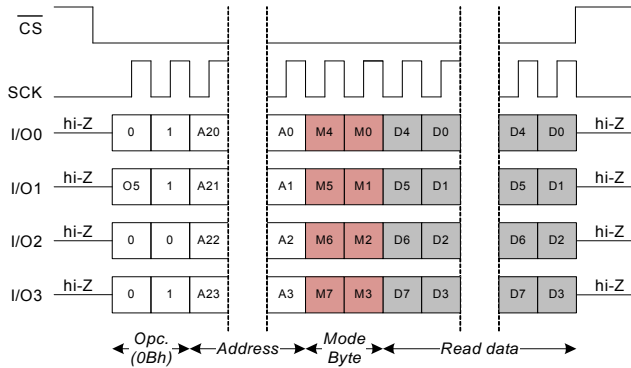 CS
SCK
I/O0 hi-Z 0 1 A20 A0 M4 M0 D4 D0 D4 D0 hi-Z
I/O1 hi-Z O5 1 A21 A1 M5 M1 D5 D1 D5 D1 hi-Z
I/O2 hi-Z 0 0 A22 A2 M6 M2 D6 D2 D6 D2 hi-Z
I/O3 hi-Z 0 1 A23 A3 M7 M3 D7 D3 D7 D3 hi-Z
Opc. Address Mode Read data
(0Bh) Byte